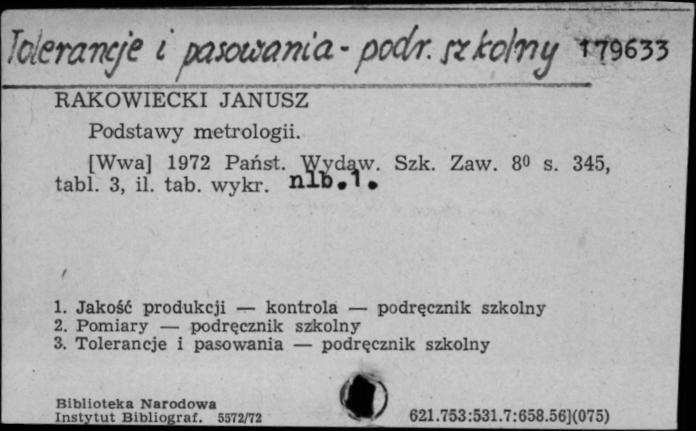 Tolerancje i pasowania - podr. szkolny 179633
RAKOWIECKI JANUSZ
Podstawy metrologii.
[Wwa] 1972 Państ. Wydaw. Szk. Zaw. 8⁰ s. 345,
tabl. 3, il. tab. wykr. nlb.1.
1. Jakość produkcji — kontrola — podręcznik szkolny
2. Pomiary — podręcznik szkolny
3. Tolerancje i pasowania — podręcznik szkolny
Biblioteka Narodowa
Instytut Bibliograf. 5572/72
621.753:531.7:658.56](075)